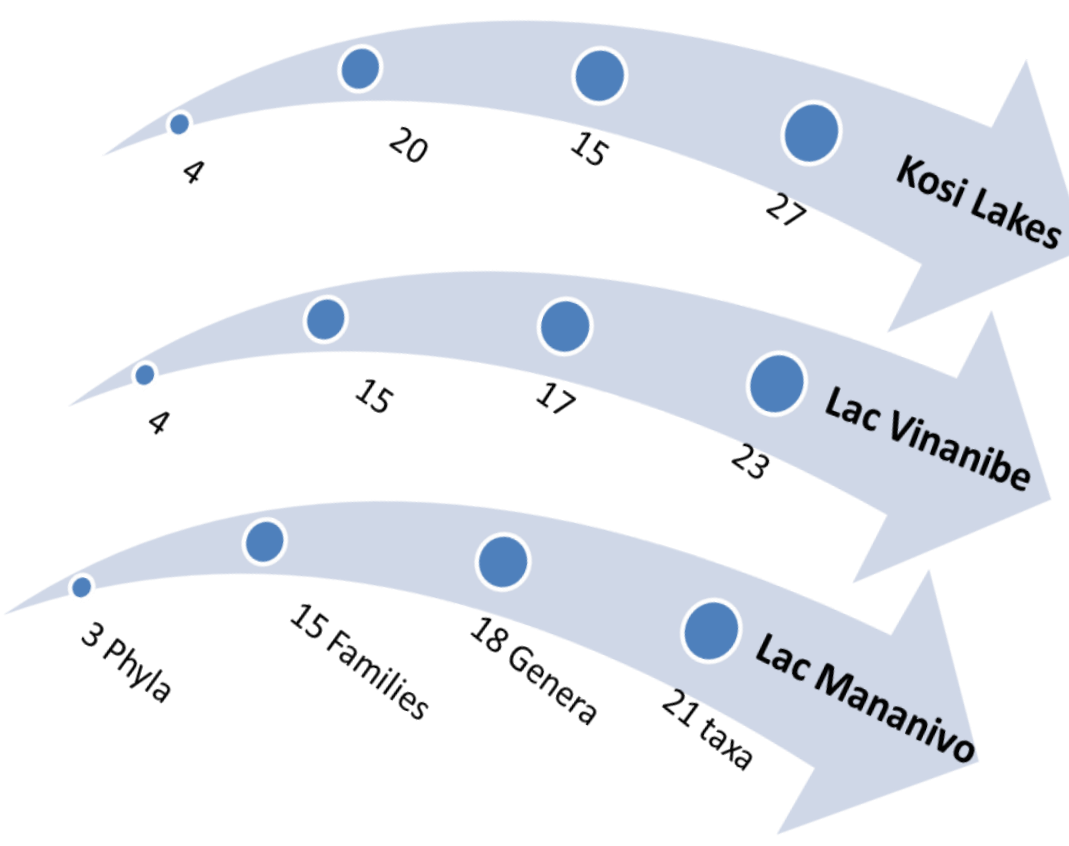 4
20
15
27
Kosi Lakes
4
15
17
23
Lac Vinanibe
3 Phyla
15 Families
18 Genera
21 taxa
Lac Mananivo